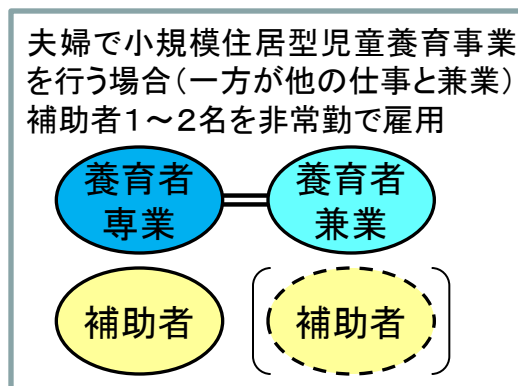 夫婦で小規模住居型児童養育事業
を行う場合（一方が他の仕事と兼業）
補助者１～２名を非常勤で雇用
養育者
専業
養育者
兼業
補助者
補助者